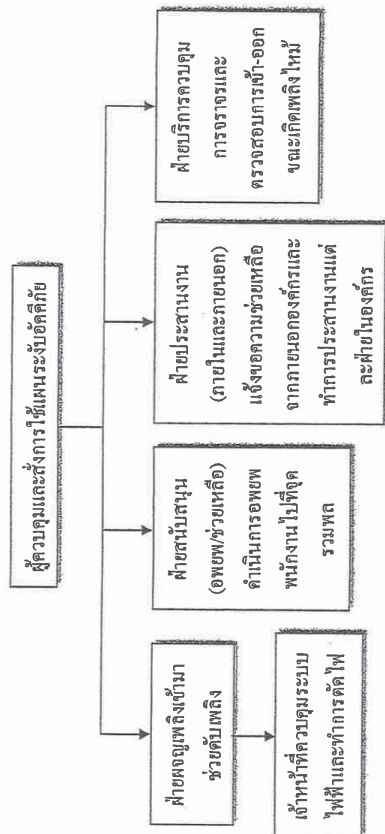 ผู้ควบคุมและสั่งการใช้แผนระงับอัคคีภัย
ฝ่ายผจญเพลิงเข้ามา
ช่วยดับเพลิง
เจ้าหน้าที่ควบคุมระบบ
ไฟฟ้าและทำการตัดไฟ
ฝ่ายสนับสนุน
(อพยพ/ช่วยเหลือ)
ดำเนินการอพยพ
พนักงานไปที่จุด
รวมพล
ฝ่ายประสานงาน
(ภายในและภายนอก)
แจ้งขอความช่วยเหลือ
จากภายนอกองค์กรและ
ทำการประสานงานแต่
ละฝ่ายในองค์กร
ฝ่ายบริการควบคุม
การจราจรและ
ตรวจสอบการเข้า-ออก
ขณะเกิดเพลิงไหม้